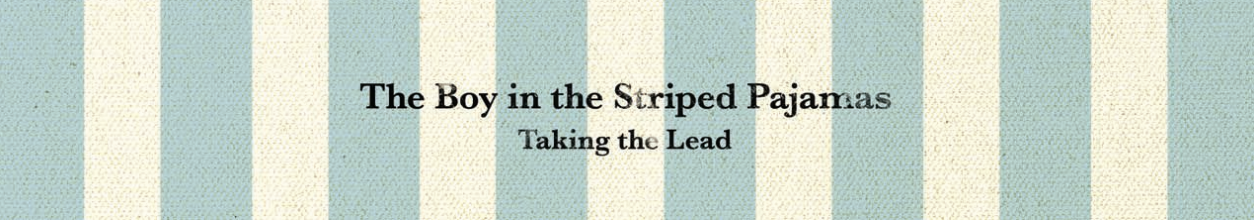 The Boy in the Striped Pajamas
Taking the Lead